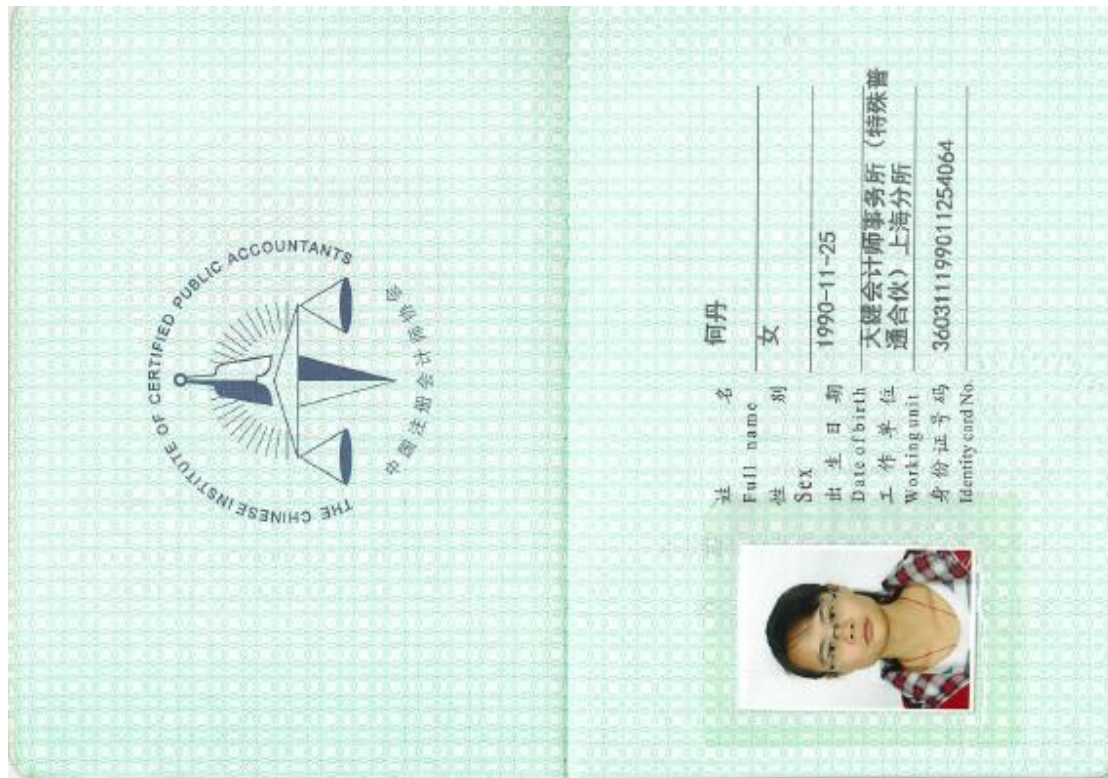 THE CHINESE INSTITUTE OF CERTIFIED PUBLIC ACCOUNTANTS
中国注册会计师协会
姓 名 何丹
Full name
性 别 女
Sex
出 生 日 期 1990-11-25
Date of birth
工 作 单 位 大健会计师事务所（特殊普
Working unit 通合伙）上海分所
身份证号码 360311199011254064
Identity card No.